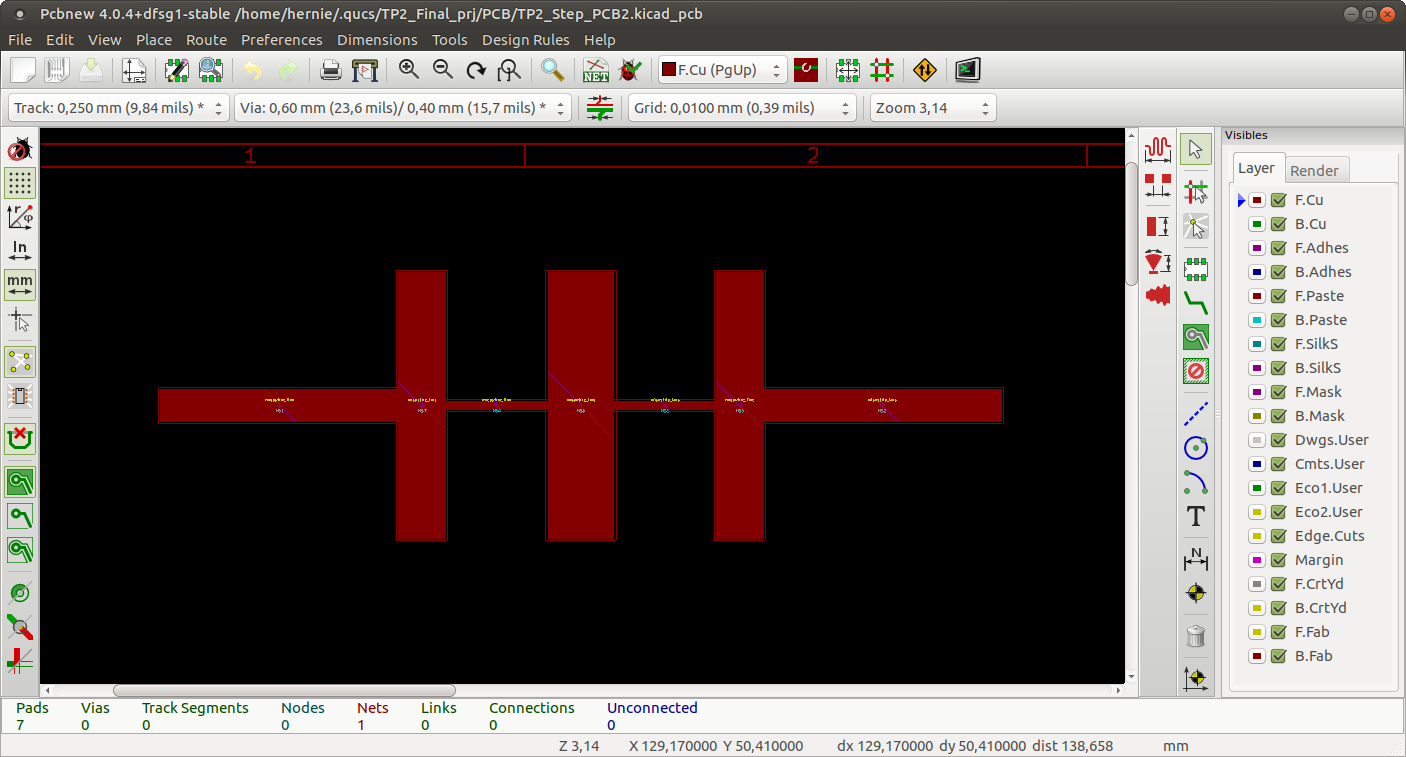 Pcbnew 4.0.4+dfsg1-stable /home/hernie/.qucs/TP2_Final_prj/PCB/TP2_Step_PCB2.kicad_pcb
File Edit View Place Route Preferences Dimensions Tools Design Rules Help
NET F.Cu (PgUp)
Track: 0,250 mm (9,84 mils) * Via: 0,60 mm (23,6 mils)/ 0,40 mm (15,7 mils) * Grid: 0,0100 mm (0,39 mils) Zoom 3,14
Visibles
1 2
Layer Render
r φ
In
mm
T
N
F.Cu
B.Cu
F.Adhes
B.Adhes
F.Paste
B.Paste
F.SilkS
B.SilkS
F.Mask
B.Mask
Dwgs.User
Cmts.User
Eco1.User
Eco2.User
Edge.Cuts
Margin
F.CrtYd
B.CrtYd
F.Fab
B.Fab
Pads Vias Track Segments Nodes Nets Links Connections Unconnected
7 0 0 0 1 0 0 0
Z 3,14 X 129,170000 Y 50,410000 dx 129,170000 dy 50,410000 dist 138,658 mm